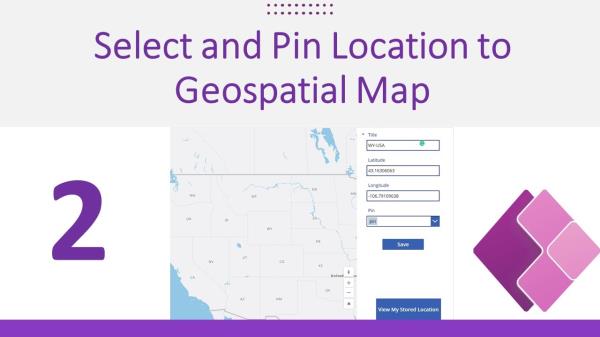 Select and Pin Location to
Geospatial Map
2
* Title
WY-USA
Latitude
43.16306063
Longitude
-106.79109638
Pin
.pin
Save
View My Stored Location